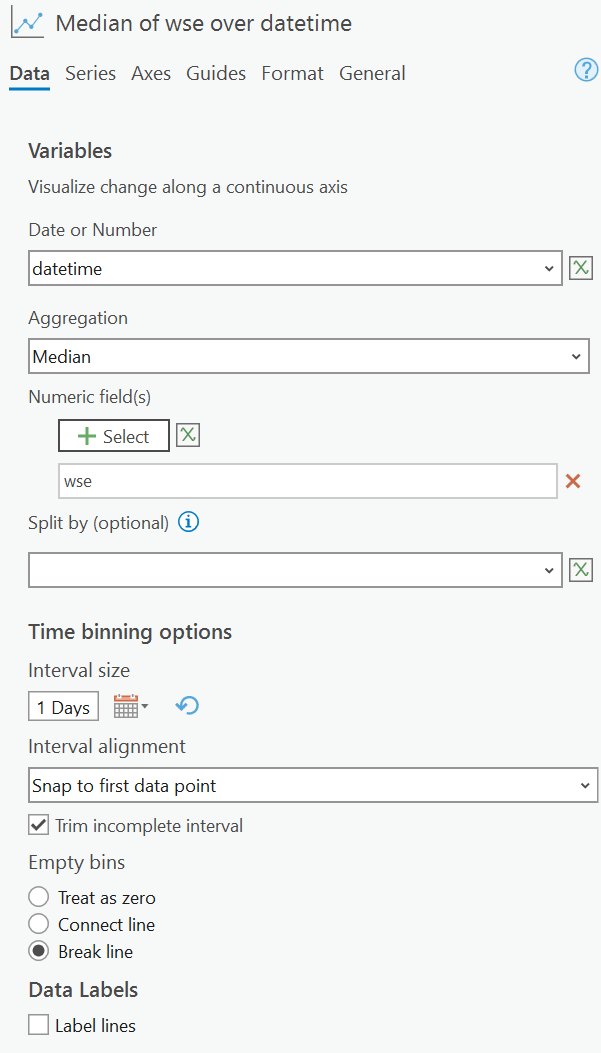 Median of wse over datetime
Data Series Axes Guides Format General
Variables
Visualize change along a continuous axis
Date or Number
datetime
Aggregation
Median
Numeric field(s)
Select
wse
Split by (optional)
Time binning options
Interval size
1 Days
Interval alignment
Snap to first data point
Trim incomplete interval
Empty bins
Treat as zero
Connect line
Break line
Data Labels
Label lines